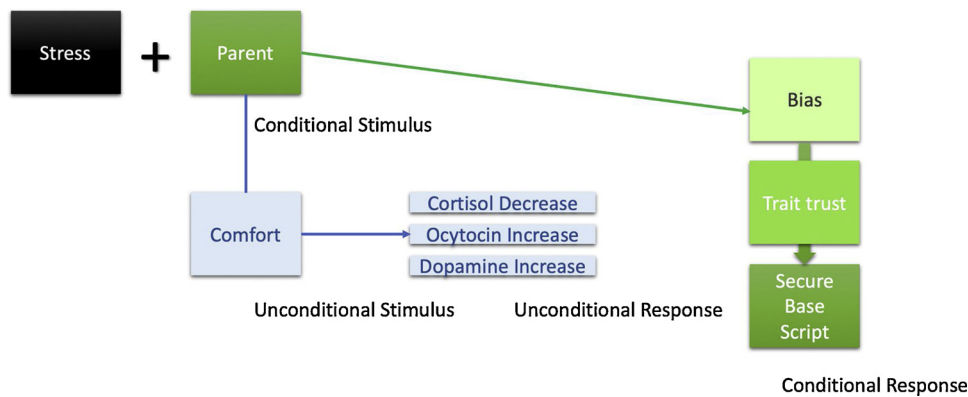 Stress
+
Parent
Bias
Conditional Stimulus
Trait trust
Cortisol Decrease
Comfort
Ocytocin Increase
Dopamine Increase
Secure
Base
Script
Unconditional Stimulus
Unconditional Response
Conditional Response